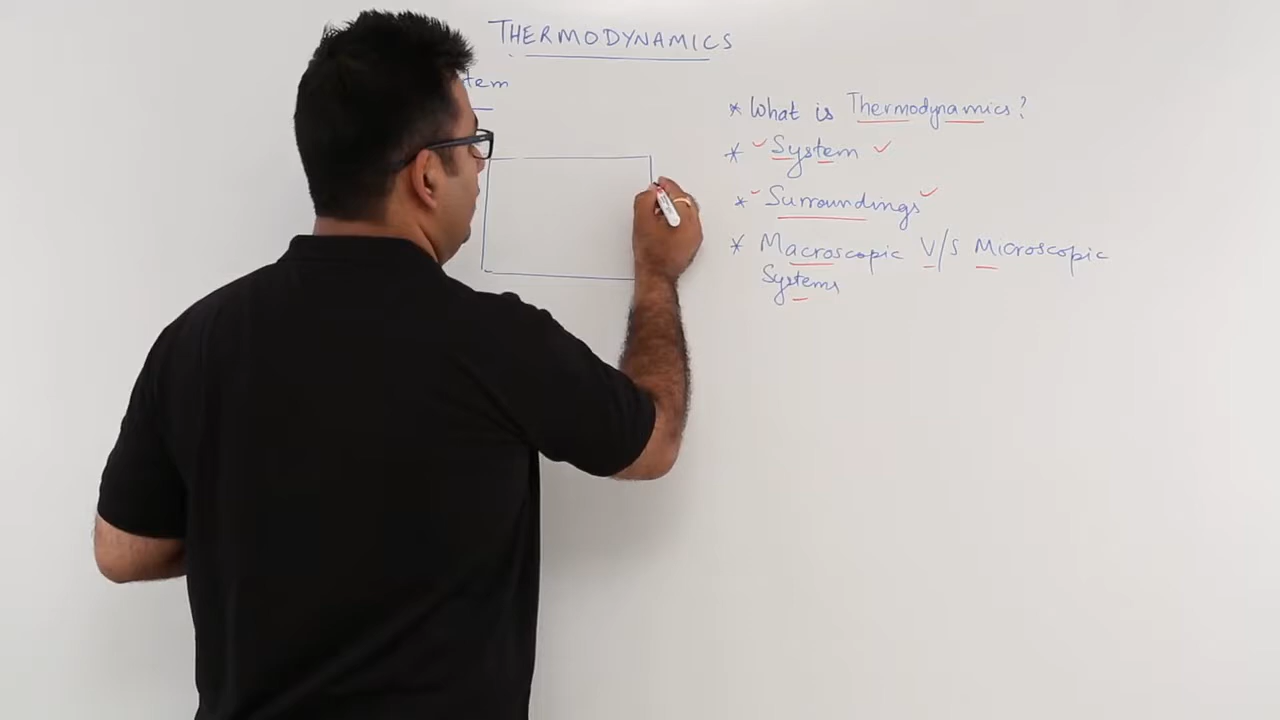 THERMODYNAMICS
tem
* What is Thermodynamics?
* System
* Surroundings
* Macroscopic V/s Microscopic
Systems